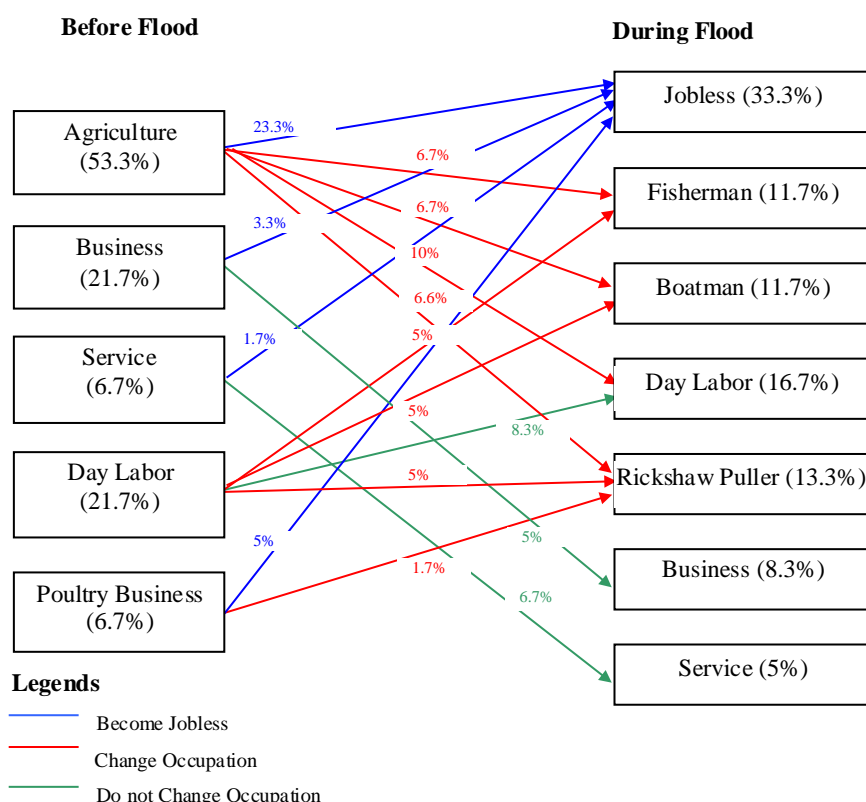 Before Flood
During Flood
Jobless (33.3%)
Agriculture
(53.3%)
23.3%
6.7%
Fisherman (11.7%)
6.7%
3.3%
Business
(21.7%)
10%
Boatman (11.7%)
6.6%
5%
1.7%
Service
(6.7%)
Day Labor (16.7%)
5%
8.3%
Day Labor
(21.7%)
5%
Rickshaw Puller (13.3%)
5%
5%
1.7%
Business (8.3%)
Poultry Business
(6.7%)
6.7%
Service (5%)
Legends
Become Jobless
Change Occupation
Do not Change Occupation